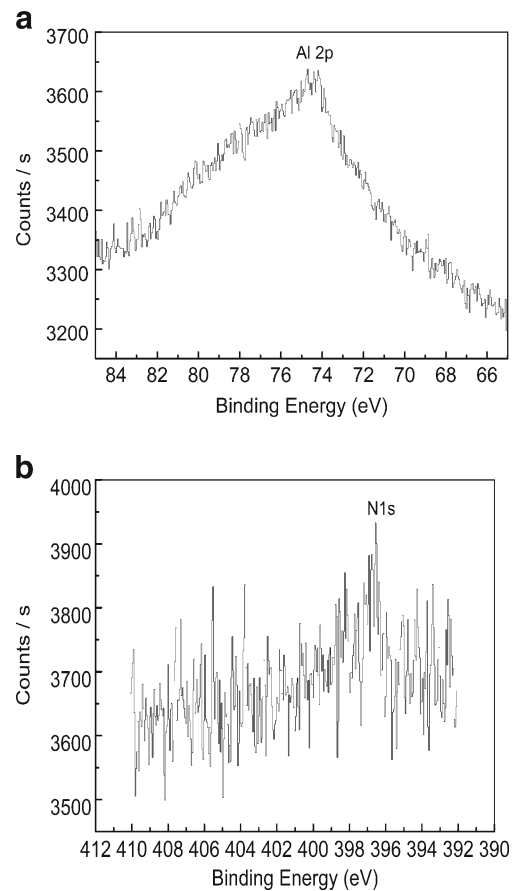 a
3700
3600
3500
3400
3300
3200
Counts / s
Al 2p
84 82 80 78 76 74 72 70 68 66
Binding Energy (eV)
b
4000
3900
3800
3700
3600
3500
Counts / s
N1s
412 410 408 406 404 402 400 398 396 394 392 390
Binding Energy (eV)